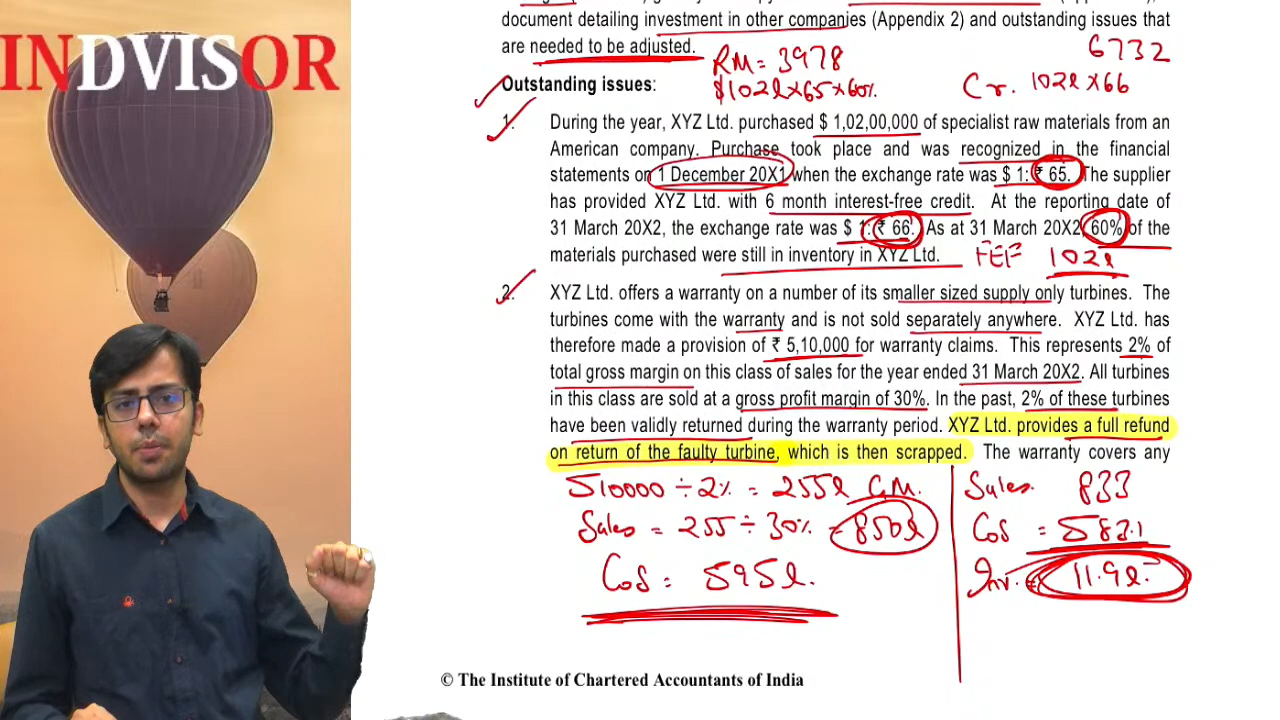 INDVISOR
document detailing investment in other companies (Appendix 2) and outstanding issues that
are needed to be adjusted.
RM = 3978
6732
Outstanding issues:
$102l×65×60%
Cr. 102l×66
1. During the year, XYZ Ltd. purchased $ 1,02,00,000 of specialist raw materials from an
American company. Purchase took place and was recognized in the financial
statements on 1 December 20X1 when the exchange rate was $ 1: ₹ 65. The supplier
has provided XYZ Ltd. with 6 month interest-free credit. At the reporting date of
31 March 20X2, the exchange rate was $ 1: ₹ 66. As at 31 March 20X2, 60% of the
materials purchased were still in inventory in XYZ Ltd.
FEF 102l
2. XYZ Ltd. offers a warranty on a number of its smaller sized supply only turbines. The
turbines come with the warranty and is not sold separately anywhere. XYZ Ltd. has
therefore made a provision of ₹ 5,10,000 for warranty claims. This represents 2% of
total gross margin on this class of sales for the year ended 31 March 20X2. All turbines
in this class are sold at a gross profit margin of 30%. In the past, 2% of these turbines
have been validly returned during the warranty period. XYZ Ltd. provides a full refund
on return of the faulty turbine, which is then scrapped. The warranty covers any
510000 ÷ 2% = 255l G.M.
Sales = 255 ÷ 30% = 850l
COS = 595l.
Sales. 833
COS = 583.1
Inv. = 11.9l.
© The Institute of Chartered Accountants of India